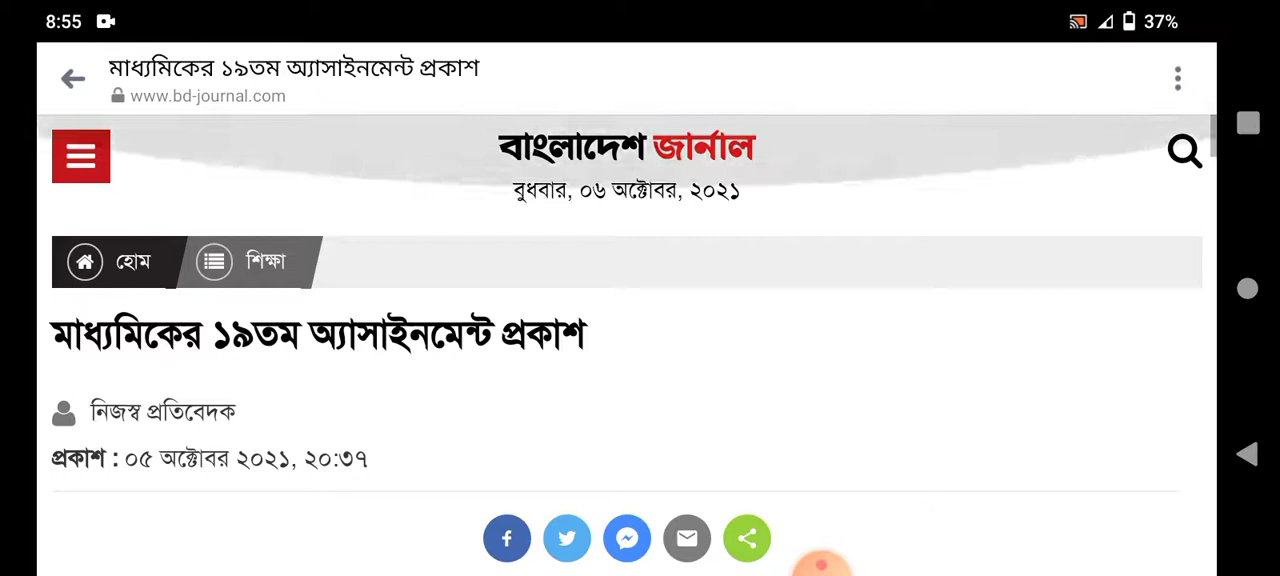 8:55
37%
মাধ্যমিকের ১৯তম অ্যাসাইনমেন্ট প্রকাশ
www.bd-journal.com
বাংলাদেশ জার্নাল
বুধবার, ০৬ অক্টোবর, ২০২১
হোম শিক্ষা
মাধ্যমিকের ১৯তম অ্যাসাইনমেন্ট প্রকাশ
নিজস্ব প্রতিবেদক
প্রকাশ : ০৫ অক্টোবর ২০২১, ২০:৩৭